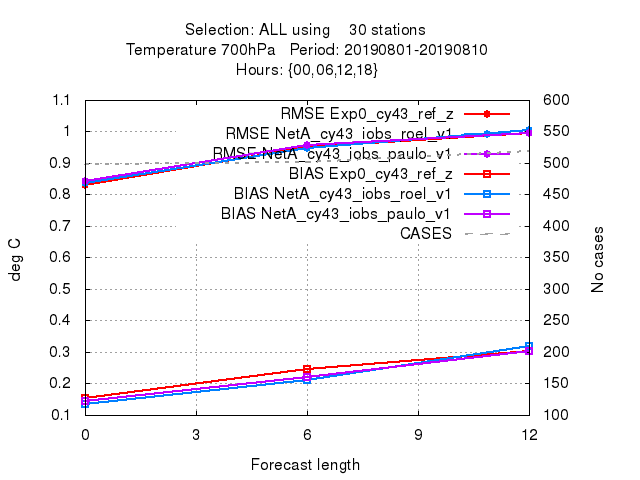 Selection: ALL using 30 stations
Temperature 700hPa Period: 20190801-20190810
Hours: {00,06,12,18}
1.1 600
RMSE Exp0_cy43_ref_z
1 RMSE NetA_cy43_iobs_roel_v1 550
RMSE NetA_cy43_iobs_paulo_v1
0.9 500
BIAS Exp0_cy43_ref_z
0.8 BIAS NetA_cy43_iobs_roel_v1 450
BIAS NetA_cy43_iobs_paulo_v1
0.7 CASES 400
deg C
No cases
0.6 350
0.5 300
0.4 250
0.3 200
0.2 150
0.1 100
0 3 6 9 12
Forecast length